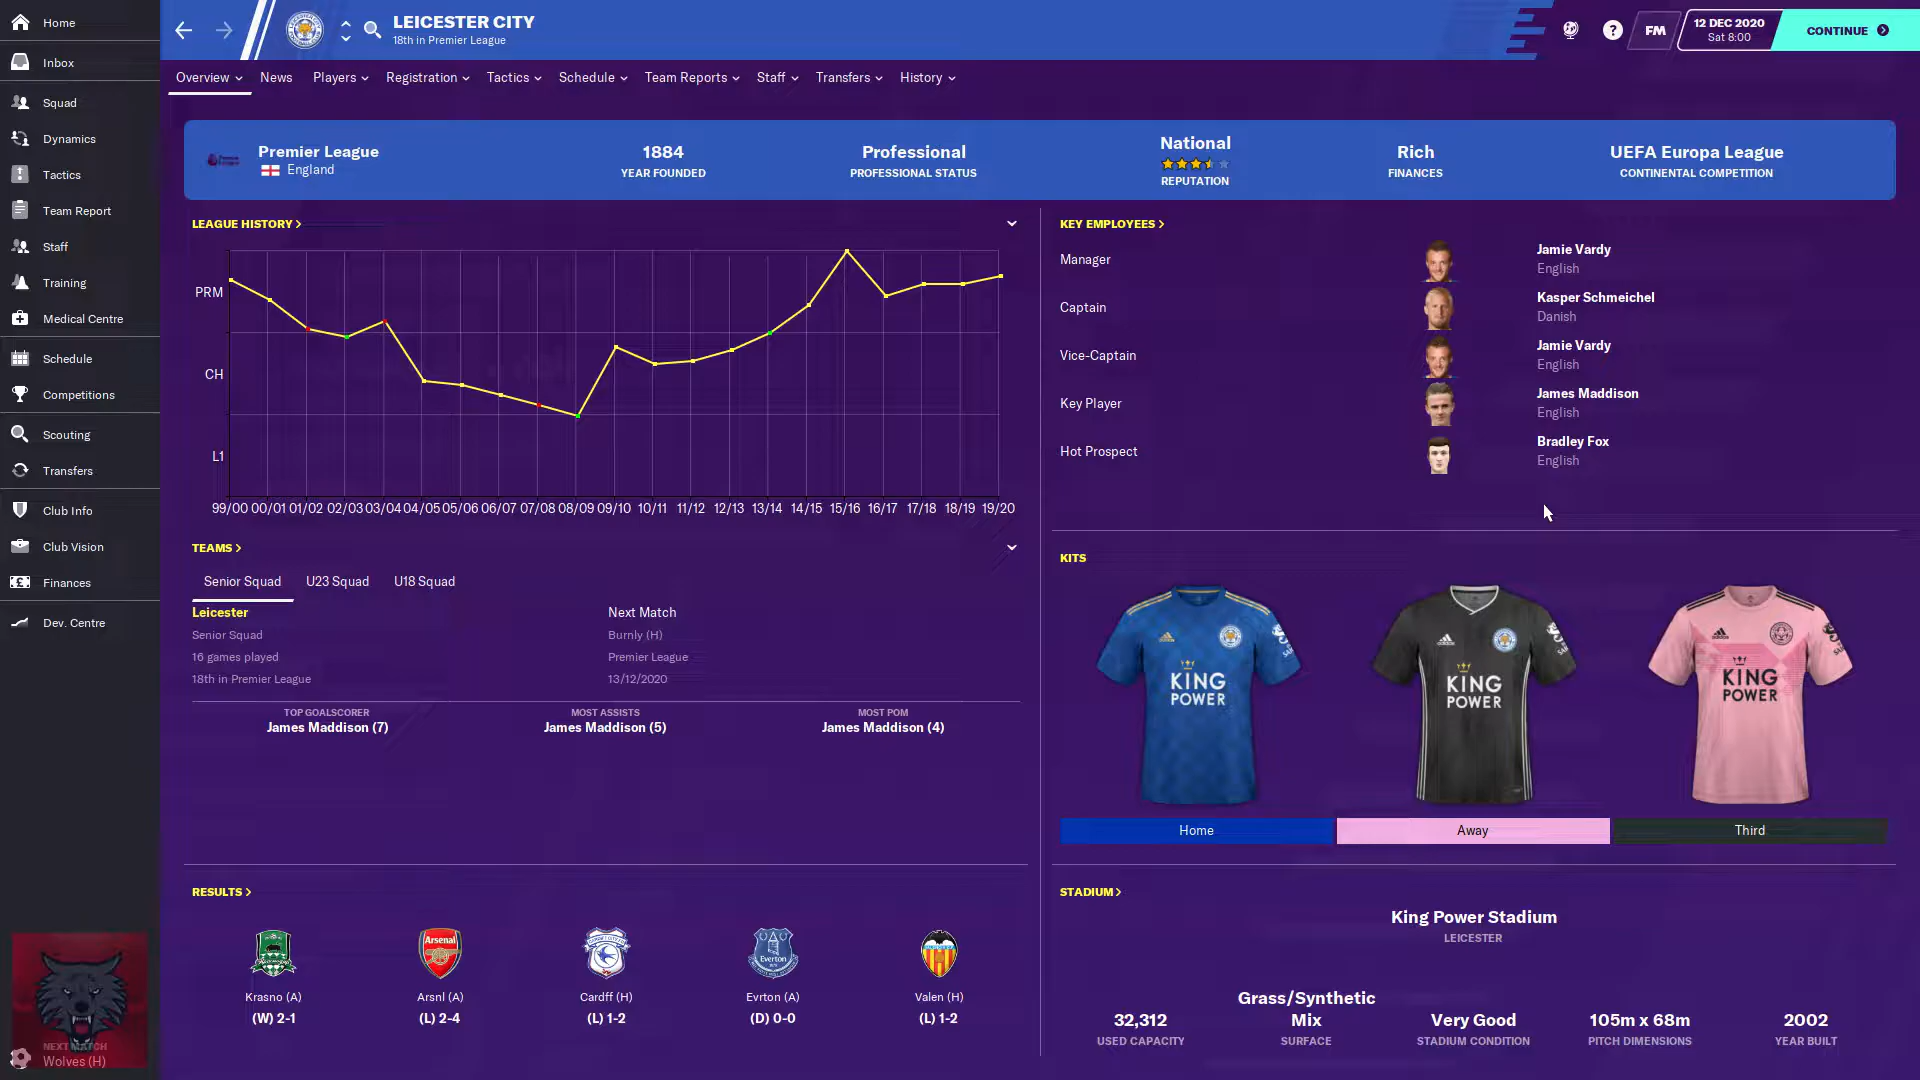 Home
Inbox
Squad
Dynamics
Tactics
Team Report
Staff
Training
Medical Centre
Schedule
Competitions
Scouting
Transfers
Club Info
Club Vision
Finances
Dev. Centre
NEXT MATCH
Wolves (H)
LEICESTER CITY
18th in Premier League
?
FM
12 DEC 2020
Sat 8:00
CONTINUE
Overview News Players Registration Tactics Schedule Team Reports Staff Transfers History
Premier League
England
1884
YEAR FOUNDED
Professional
PROFESSIONAL STATUS
National
REPUTATION
Rich
FINANCES
UEFA Europa League
CONTINENTAL COMPETITION
LEAGUE HISTORY >
PRM
CH
L1
99/00 00/01 01/02 02/03 03/04 04/05 05/06 06/07 07/08 08/09 09/10 10/11 11/12 12/13 13/14 14/15 15/16 16/17 17/18 18/19 19/20
TEAMS >
Senior Squad U23 Squad U18 Squad
Leicester
Senior Squad
16 games played
18th in Premier League
Next Match
Burnly (H)
Premier League
13/12/2020
TOP GOALSCORER
James Maddison (7)
MOST ASSISTS
James Maddison (5)
MOST POM
James Maddison (4)
RESULTS >
Arsenal
Everton
Krasno (A)
(W) 2-1
Arsnl (A)
(L) 2-4
Cardff (H)
(L) 1-2
Evrton (A)
(D) 0-0
Valen (H)
(L) 1-2
KEY EMPLOYEES >
Manager
Jamie Vardy
English
Captain
Kasper Schmeichel
Danish
Vice-Captain
Jamie Vardy
English
Key Player
James Maddison
English
Hot Prospect
Bradley Fox
English
KITS
KING
POWER
KING
POWER
KING
POWER
Home
Away
Third
STADIUM >
King Power Stadium
LEICESTER
32,312
USED CAPACITY
Grass/Synthetic
Mix
SURFACE
Very Good
STADIUM CONDITION
105m x 68m
PITCH DIMENSIONS
2002
YEAR BUILT